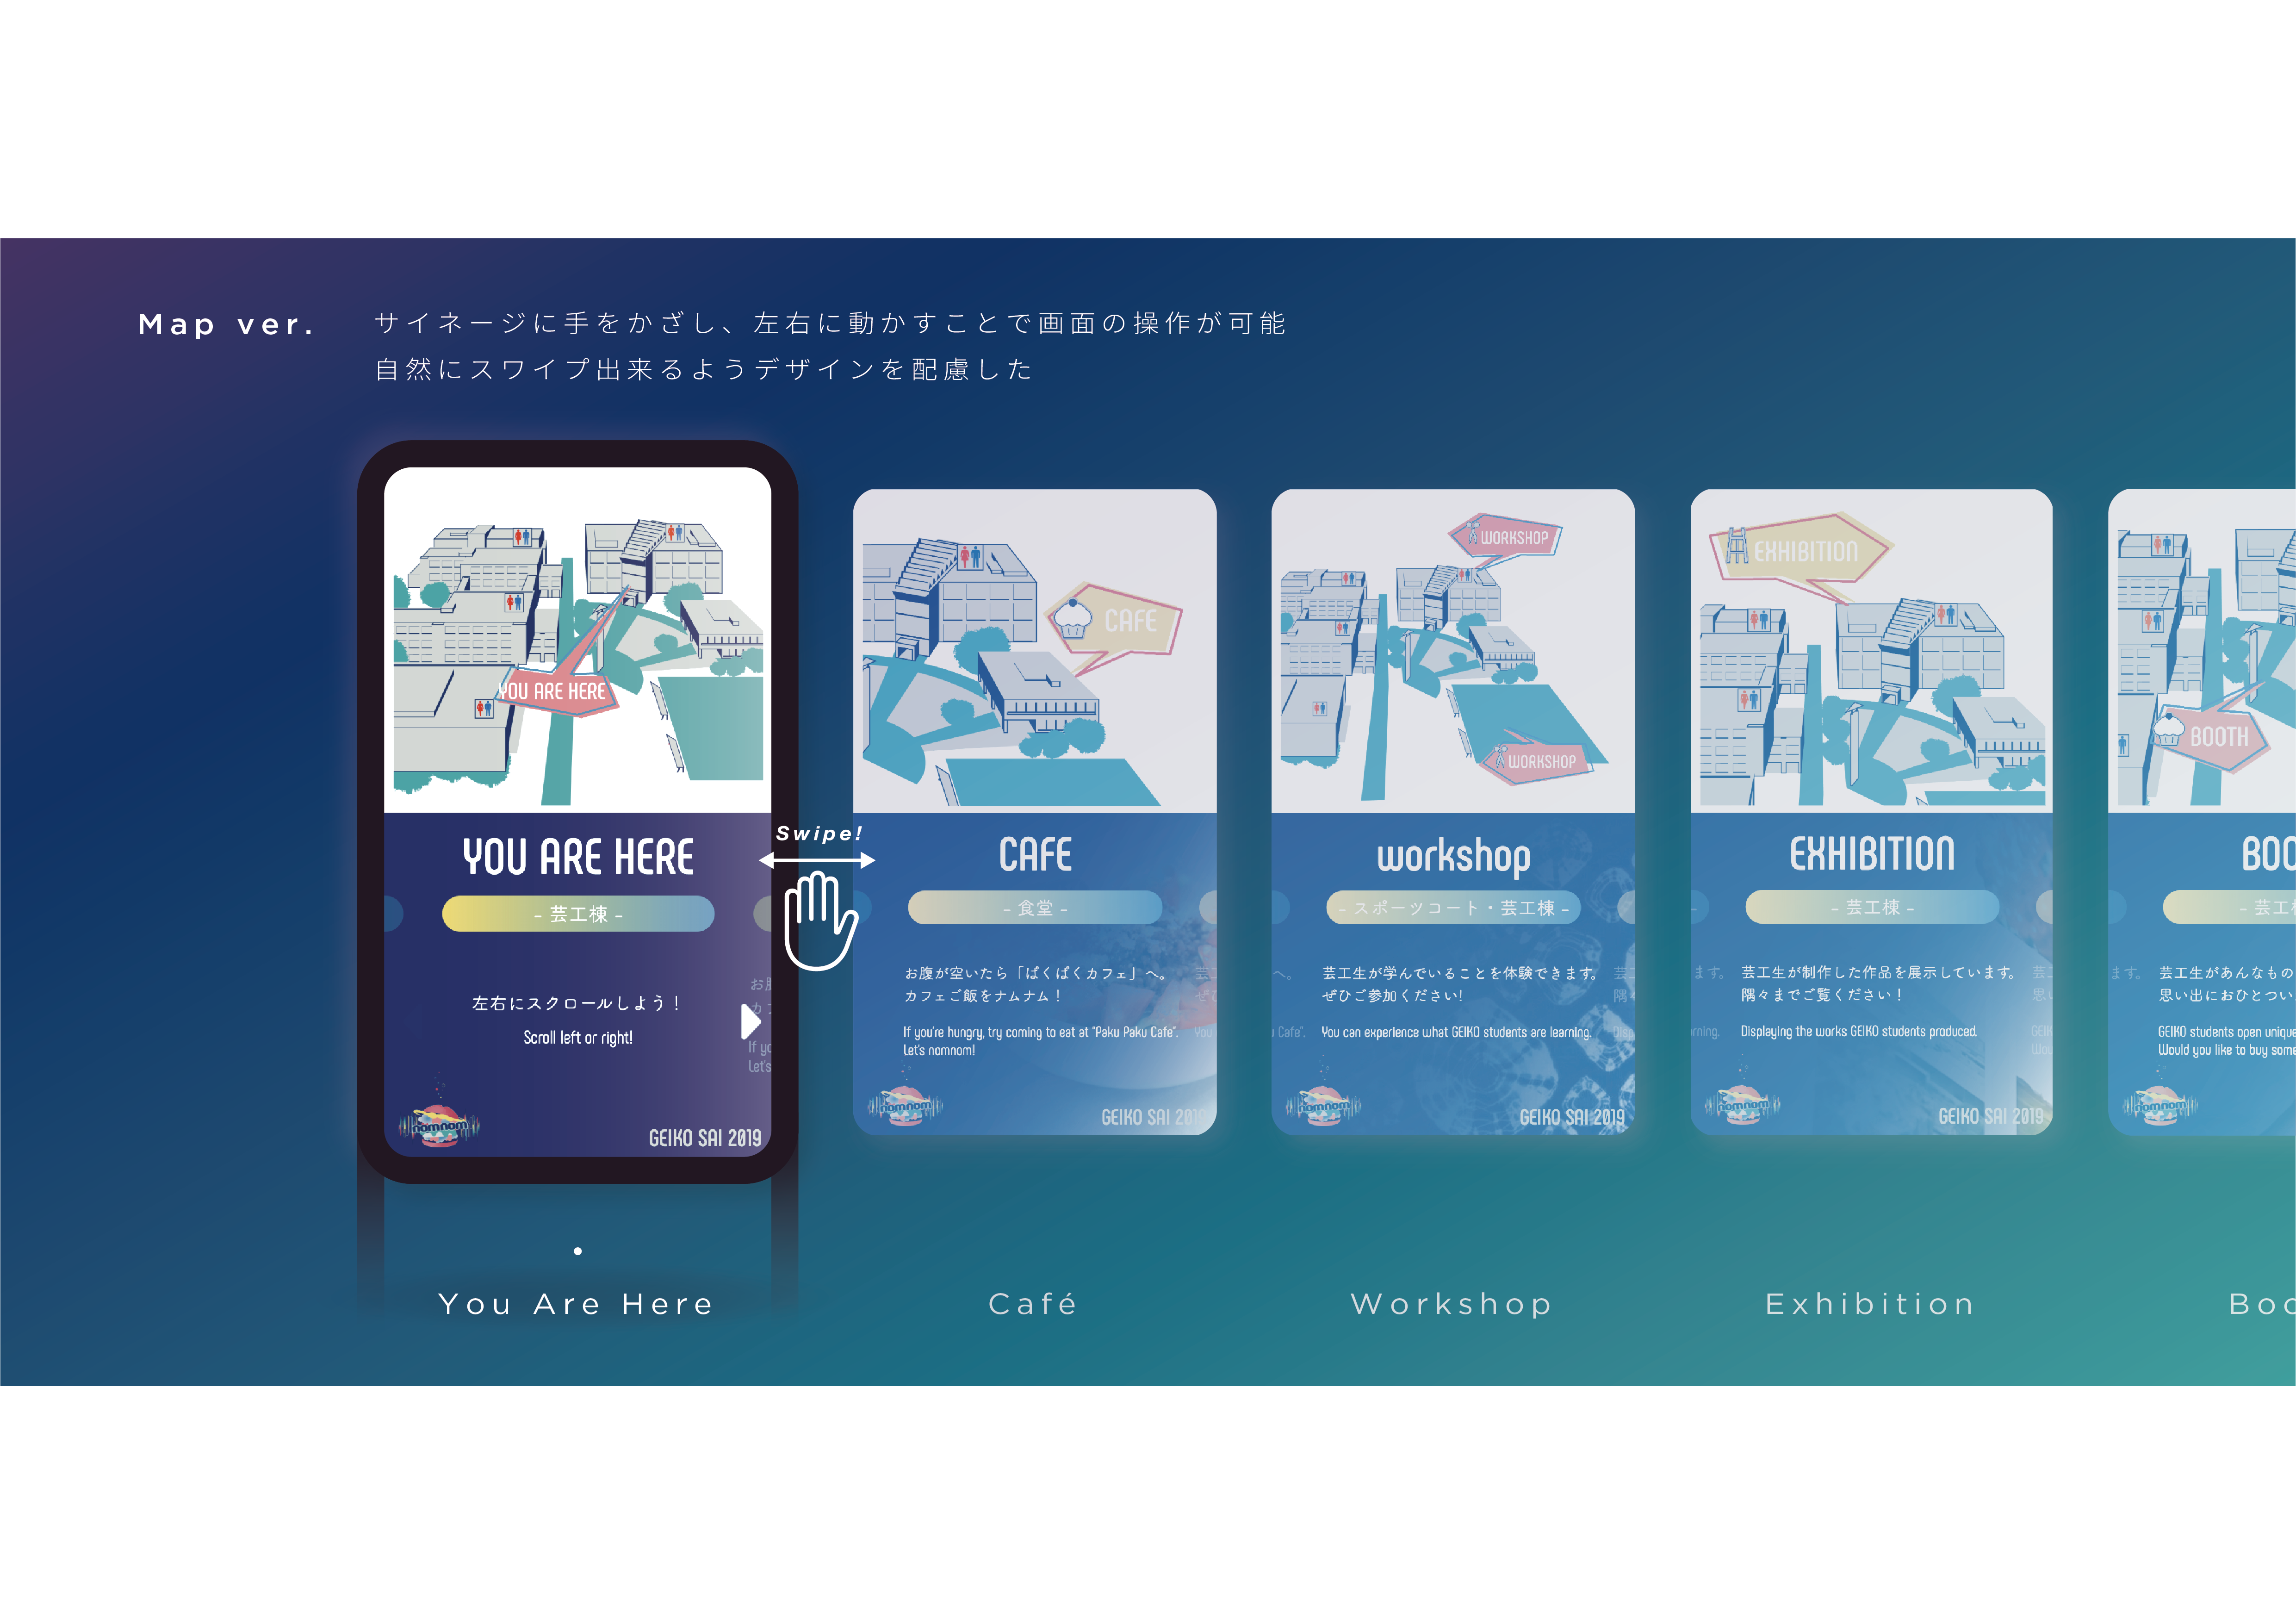 Map ver.
サイネージに手をかざし、左右に動かすことで画面の操作が可能
自然にスワイプ出来るようデザインを配慮した
YOU ARE HERE
YOU ARE HERE
- 芸工棟 -
左右にスクロールしよう！
Scroll left or right!
nomnom
GEIKO SAI 2019
Swipe!
CAFE
CAFE
- 食堂 -
お腹が空いたら「ぱくぱくカフェ」へ。
カフェご飯をナムナム！
If you're hungry, try coming to eat at "Paku Paku Cafe".
Let's nomnom!
nomnom
GEIKO SAI 2019
WORKSHOP
WORKSHOP
workshop
- スポーツコート・芸工棟 -
芸工生が学んでいることを体験できます。
ぜひご参加ください!
You can experience what GEIKO students are learning.
nomnom
GEIKO SAI 2019
EXHIBITION
EXHIBITION
- 芸工棟 -
芸工生が制作した作品を展示しています。
隅々までご覧ください！
Displaying the works GEIKO students produced.
nomnom
GEIKO SAI 2019
BOOTH
BOO
- 芸工
芸工生があんなもの
思い出におひとつい
GEIKO students open unique
Would you like to buy some
nomnom
You Are Here
Café
Workshop
Exhibition
Boo